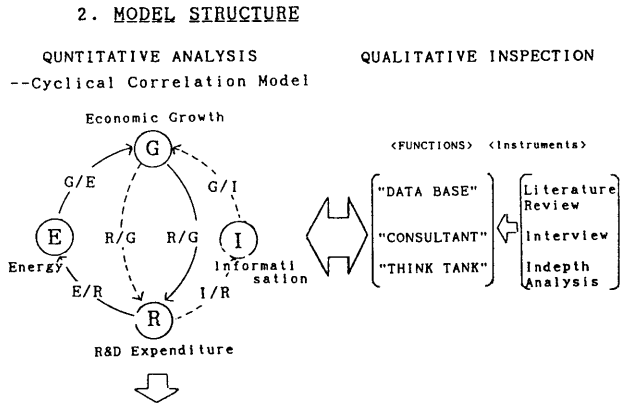 2. MODEL STRUCTURE
QUNTITATIVE ANALYSIS
--Cyclical Correlation Model
Economic Growth
G
G/E
G/I
E
R/G
R/G
I
Energy
Informati
sation
E/R
I/R
R
R&D Expenditure
QUALITATIVE INSPECTION
<FUNCTIONS> <Instruments>
"DATA BASE"
"CONSULTANT"
"THINK TANK"
Literature
Review
Interview
Indepth
Analysis